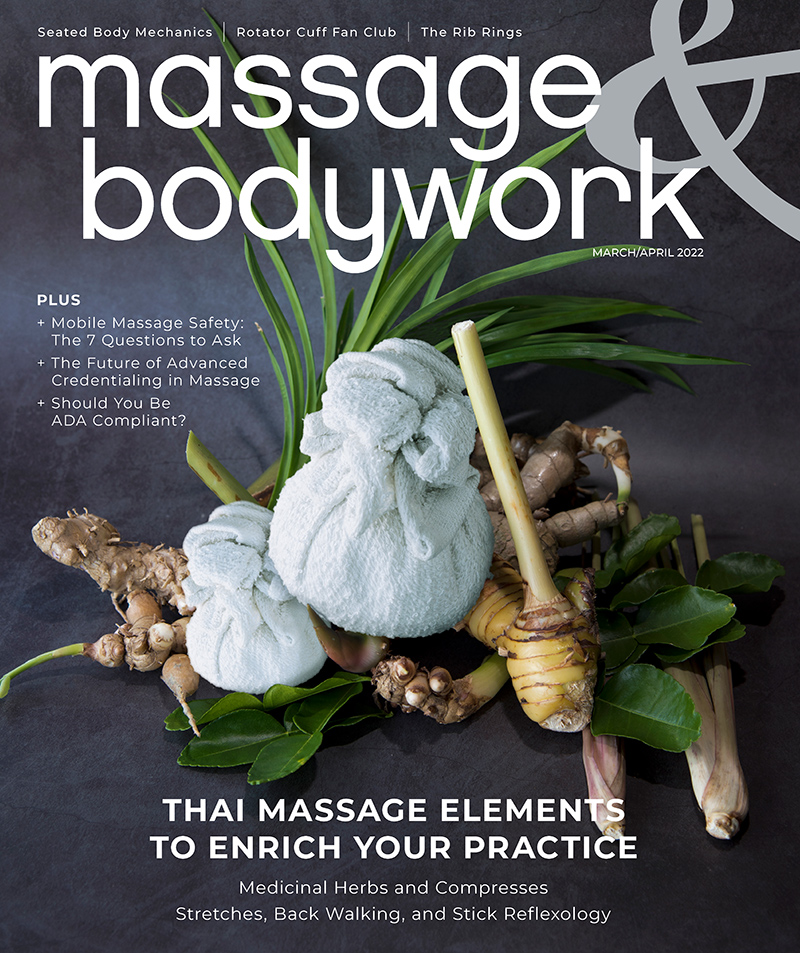 Seated Body Mechanics | Rotator Cuff Fan Club | The Rib Rings
massage &
bodywork
MARCH/APRIL 2022
PLUS
+ Mobile Massage Safety:
The 7 Questions to Ask
+ The Future of Advanced
Credentialing in Massage
+ Should You Be
ADA Compliant?
THAI MASSAGE ELEMENTS
TO ENRICH YOUR PRACTICE
Medicinal Herbs and Compresses
Stretches, Back Walking, and Stick Reflexology